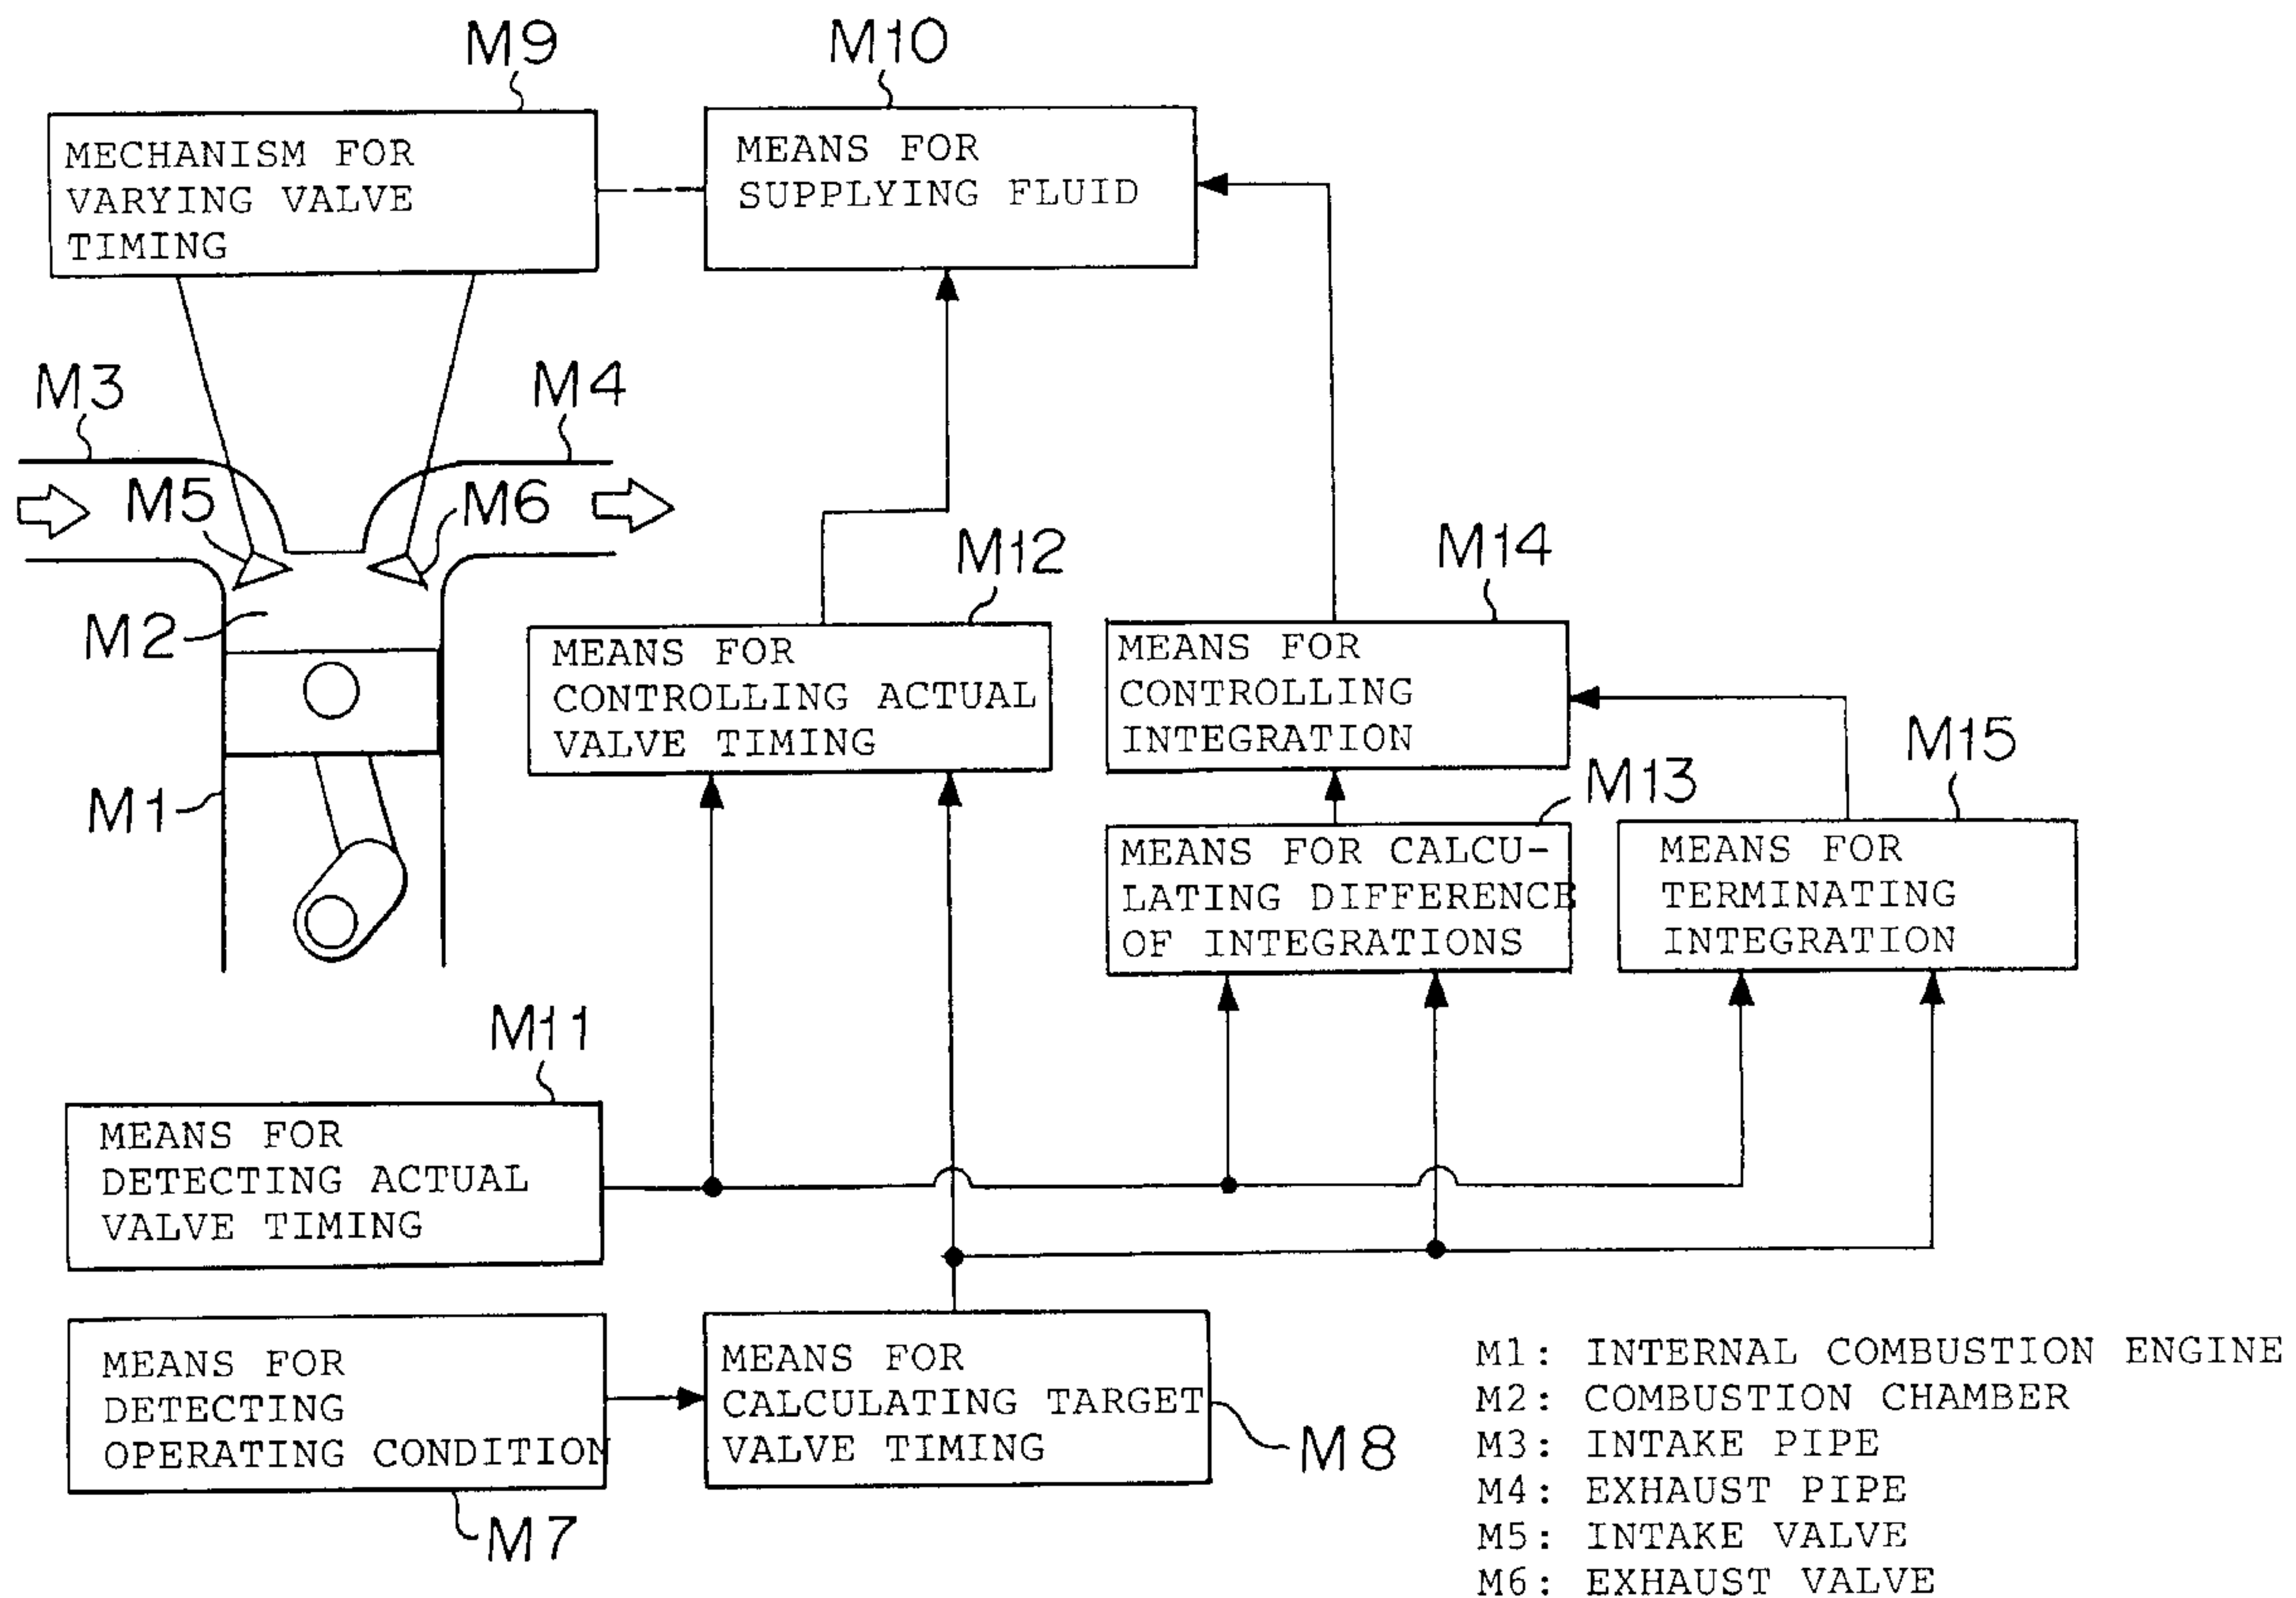 M9
M10
MECHANISM FOR
VARYING VALVE
TIMING
MEANS FOR
SUPPLYING FLUID
M3
M4
M5
M6
M2
M1
M12
MEANS FOR
CONTROLLING ACTUAL
VALVE TIMING
M14
MEANS FOR
CONTROLLING
INTEGRATION
M13
MEANS FOR CALCU-
LATING DIFFERENCE
OF INTEGRATIONS
M15
MEANS FOR
TERMINATING
INTEGRATION
M11
MEANS FOR
DETECTING ACTUAL
VALVE TIMING
MEANS FOR
DETECTING
OPERATING CONDITION
M7
MEANS FOR
CALCULATING TARGET
VALVE TIMING
M8
M1: INTERNAL COMBUSTION ENGINE
M2: COMBUSTION CHAMBER
M3: INTAKE PIPE
M4: EXHAUST PIPE
M5: INTAKE VALVE
M6: EXHAUST VALVE